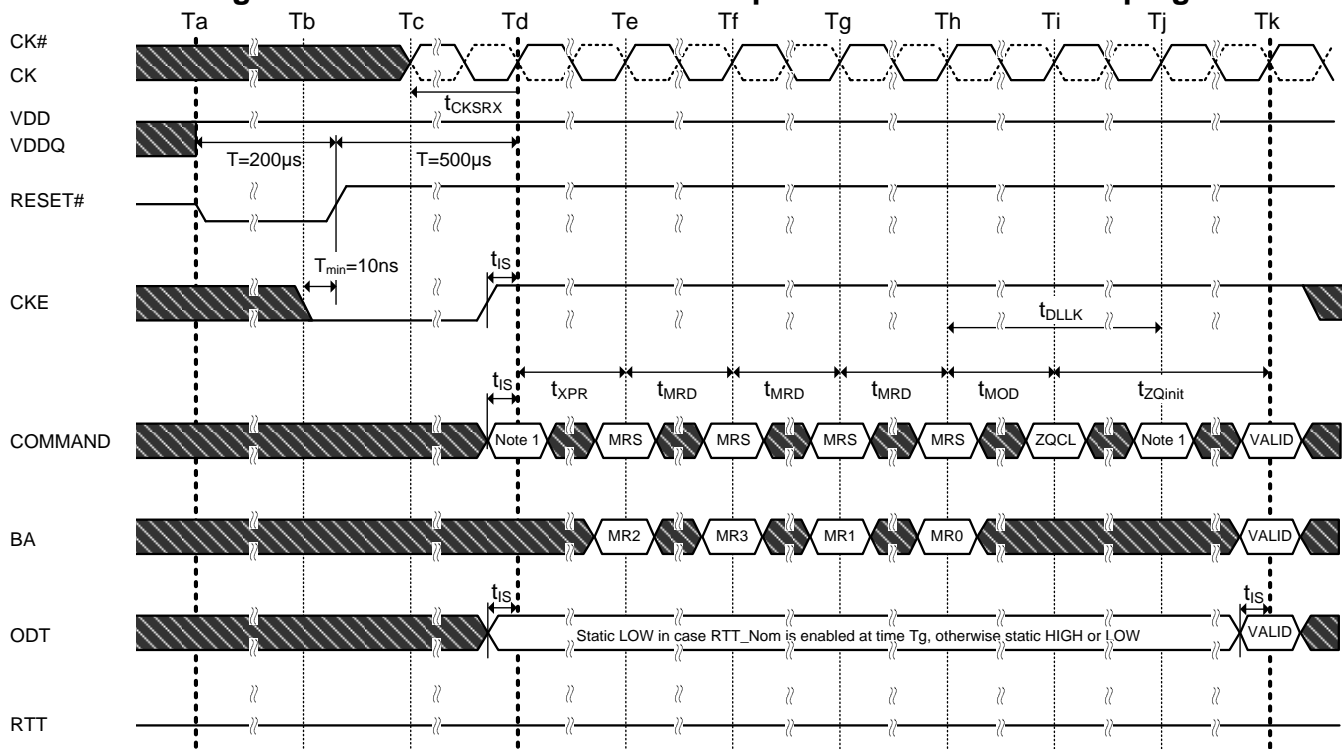 Ta Tb Tc Td Te Tf Tg Th Ti Tj Tk
CK#
CK
tCKSRX
VDD
VDDQ
T=200µs T=500µs
RESET#
Tmin=10ns tIS
CKE
tDLLK
tIS tXPR tMRD tMRD tMRD tMOD tZQinit
COMMAND Note 1 MRS MRS MRS MRS ZQCL Note 1 VALID
BA MR2 MR3 MR1 MR0 VALID
tIS tIS
ODT Static LOW in case RTT_Nom is enabled at time Tg, otherwise static HIGH or LOW VALID
RTT